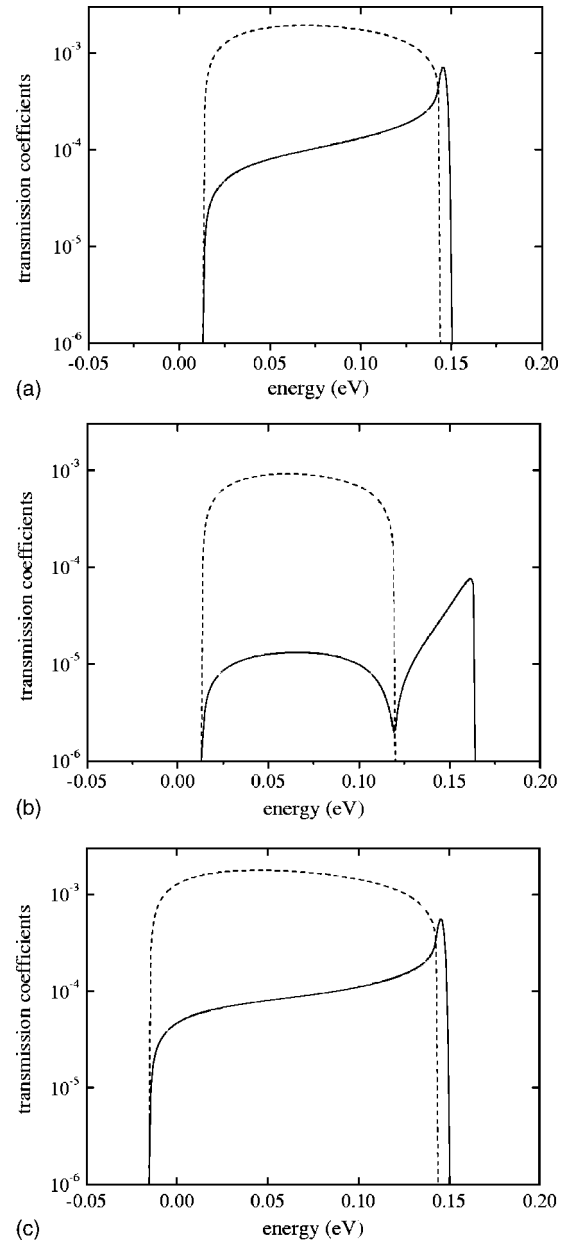 10⁻³
10⁻⁴
10⁻⁵
10⁻⁶
transmission coefficients
-0.05 0.00 0.05 0.10 0.15 0.20
energy (eV)
(a)
10⁻³
10⁻⁴
10⁻⁵
10⁻⁶
transmission coefficients
-0.05 0.00 0.05 0.10 0.15 0.20
energy (eV)
(b)
10⁻³
10⁻⁴
10⁻⁵
10⁻⁶
transmission coefficients
-0.05 0.00 0.05 0.10 0.15 0.20
energy (eV)
(c)